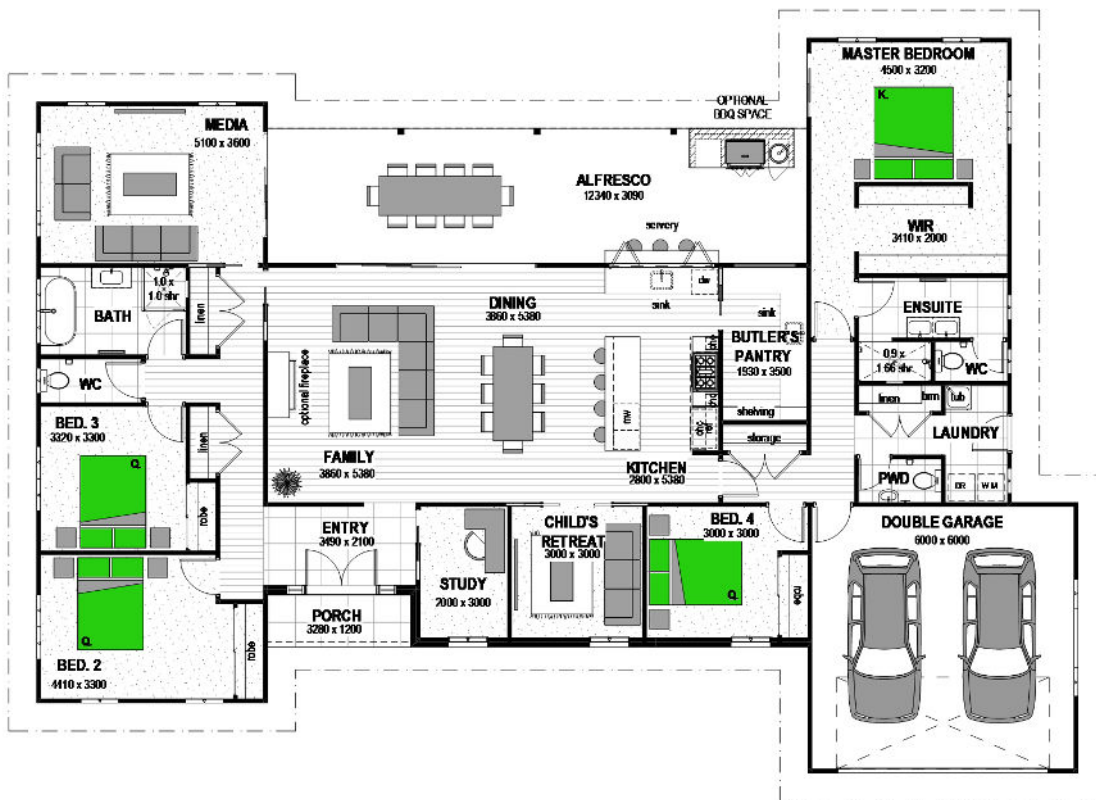 MASTER BEDROOM
4500 x 3200
K.
OPTIONAL
BBQ SPACE
MEDIA
5100 x 3600
ALFRESCO
12340 x 3090
servery
WIR
3410 x 2000
1.0 x
1.0 shr
linen
BATH
DINING
3860 x 5380
sink
dw
sink
ENSUITE
BUTLER'S
PANTRY
1930 x 3500
0.9 x
1.66 shr
WC
WC
optional fireplace
mw
shelving
linen
brm
tub
BED. 3
3320 x 3300
linen
Q.
storage
LAUNDRY
FAMILY
3860 x 5380
KITCHEN
2800 x 5380
PWD
DR
WM
robe
ENTRY
3490 x 2100
CHILD'S
RETREAT
3000 x 3000
BED. 4
3000 x 3000
DOUBLE GARAGE
6000 x 6000
STUDY
2000 x 3000
Q.
robe
PORCH
3280 x 1200
Q.
robe
BED. 2
4410 x 3300